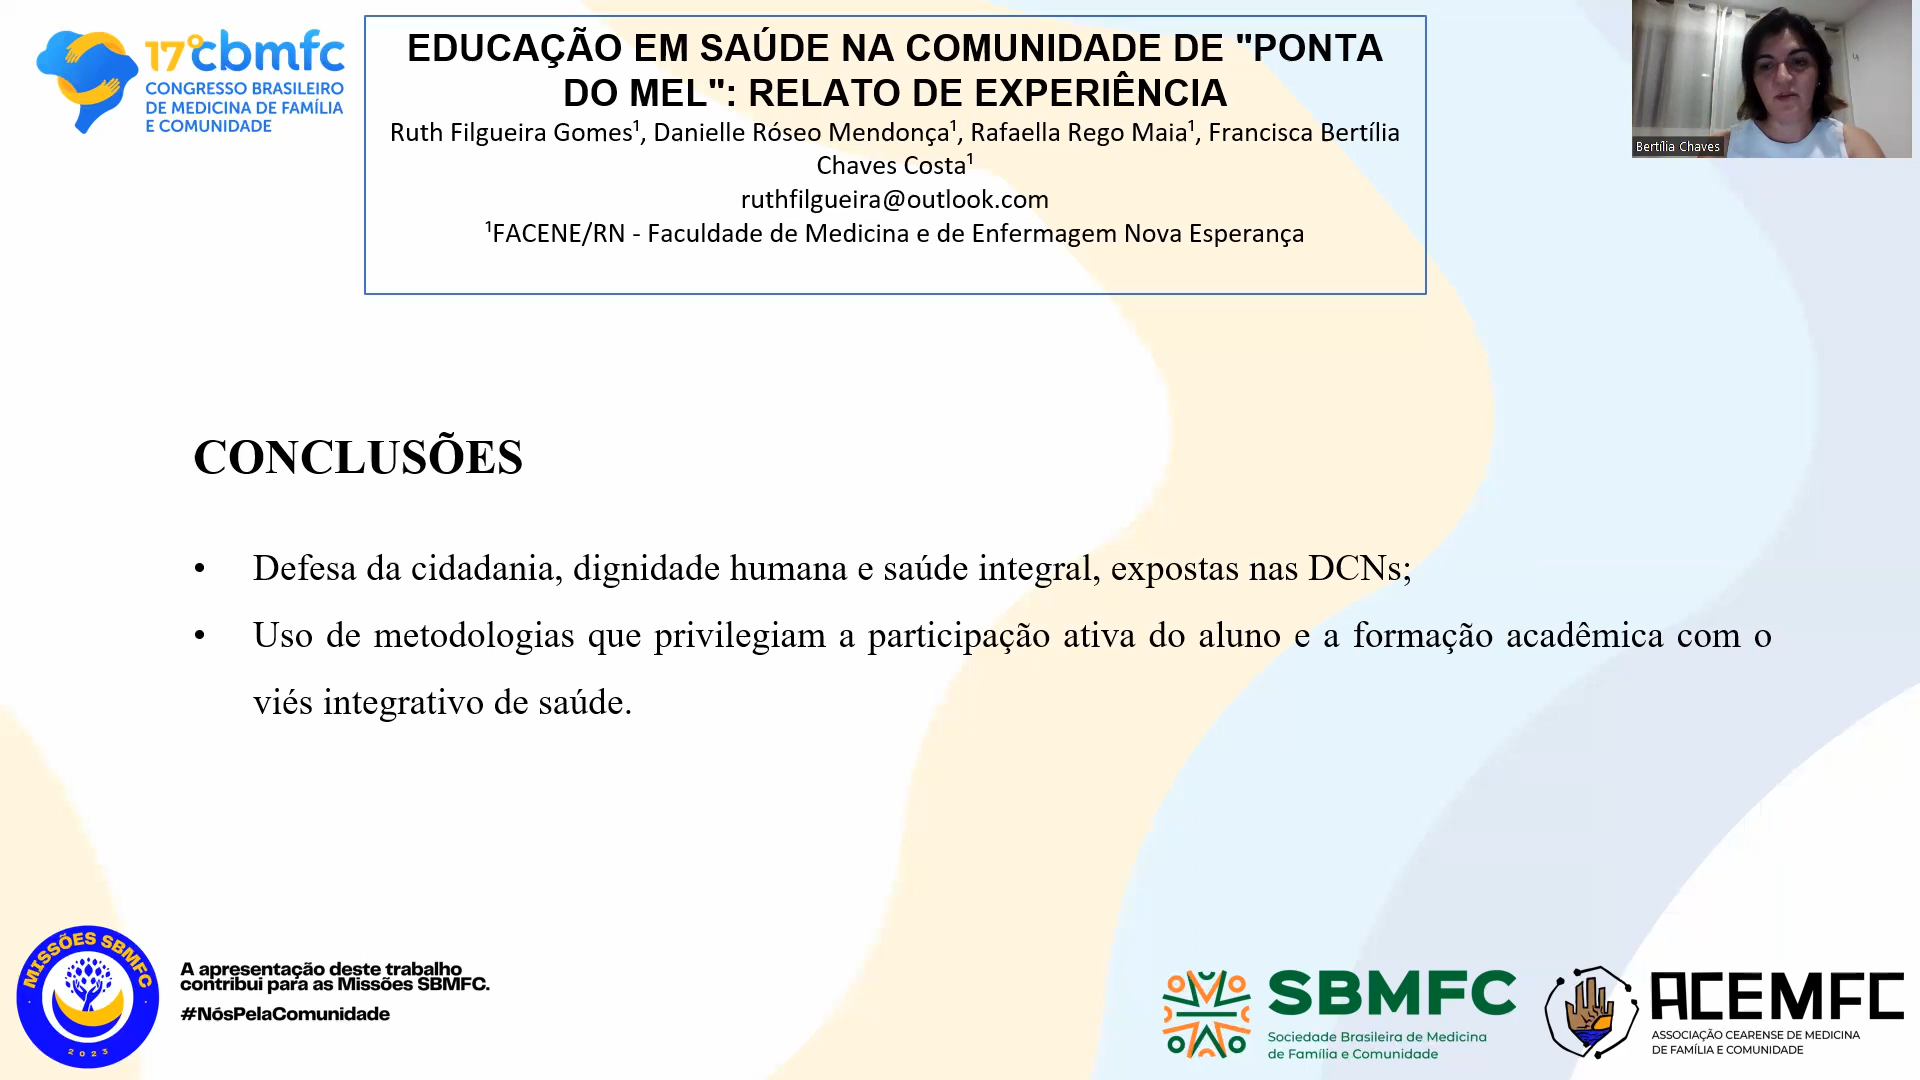 17º cbmfc
CONGRESSO BRASILEIRO
DE MEDICINA DE FAMÍLIA
E COMUNIDADE
EDUCAÇÃO EM SAÚDE NA COMUNIDADE DE "PONTA
DO MEL": RELATO DE EXPERIÊNCIA
Ruth Filgueira Gomes¹, Danielle Róseo Mendonça¹, Rafaella Rego Maia¹, Francisca Bertília
Chaves Costa¹
ruthfilgueira@outlook.com
¹FACENE/RN - Faculdade de Medicina e de Enfermagem Nova Esperança
Bertília Chaves
CONCLUSÕES
• Defesa da cidadania, dignidade humana e saúde integral, expostas nas DCNs;
• Uso de metodologias que privilegiam a participação ativa do aluno e a formação acadêmica com o
viés integrativo de saúde.
MISSÕES SBMFC
2023
A apresentação deste trabalho
contribui para as Missões SBMFC.
#NósPelaComunidade
SBMFC
Sociedade Brasileira de Medicina
de Família e Comunidade
ACEMFC
ASSOCIAÇÃO CEARENSE DE MEDICINA
DE FAMÍLIA E COMUNIDADE